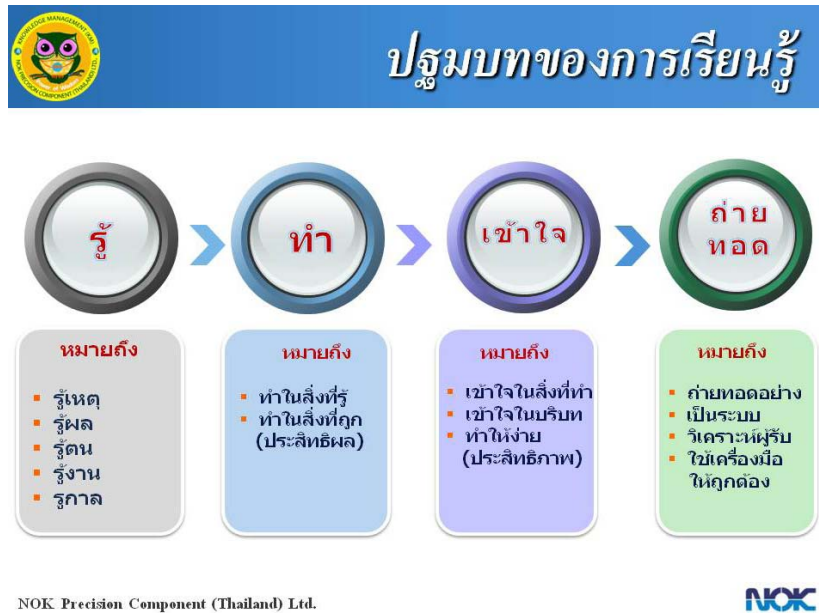 KNOWLEDGE MANAGEMENT (KM)
NOK PRECISION COMPONENT (THAILAND) LTD.
ปฐมบทของการเรียนรู้
รู้
ทำ
เข้าใจ
ถ่าย
ทอด
หมายถึง
รู้เหตุ
รู้ผล
รู้ตน
รู้งาน
รูกาล
หมายถึง
ทำในสิ่งที่รู้
ทำในสิ่งที่ถูก
(ประสิทธิผล)
หมายถึง
เข้าใจในสิ่งที่ทำ
เข้าใจในบริบท
ทำให้ง่าย
(ประสิทธิภาพ)
หมายถึง
ถ่ายทอดอย่าง
เป็นระบบ
วิเคราะห์ผู้รับ
ใช้เครื่องมือ
ให้ถูกต้อง
NOK Precision Component (Thailand) Ltd.
NOK